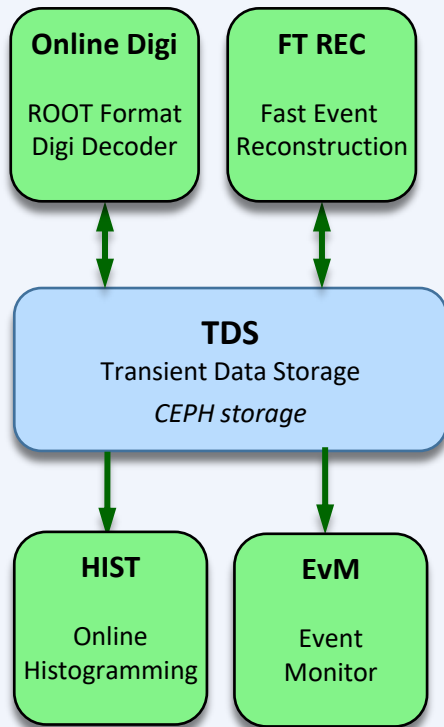 Online Digi
ROOT Format
Digi Decoder
FT REC
Fast Event
Reconstruction
TDS
Transient Data Storage
CEPH storage
HIST
Online
Histogramming
EvM
Event
Monitor